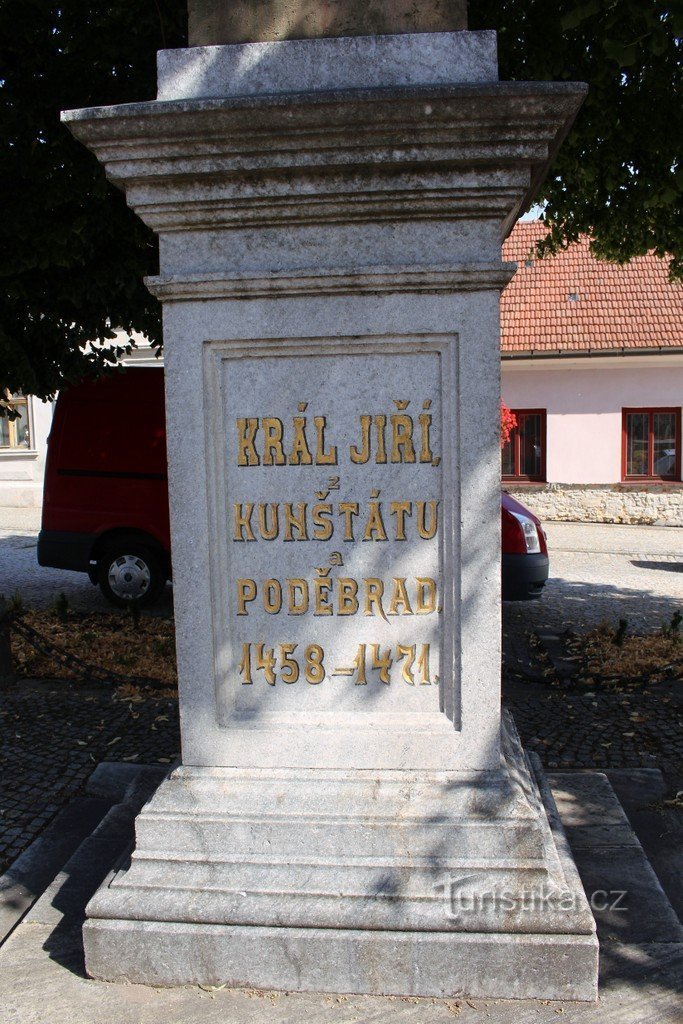 KRÁL JIŘÍ,
z
KUNŠTÁTU
a
PODĚBRAD
1458–1471.
Turistika.cz